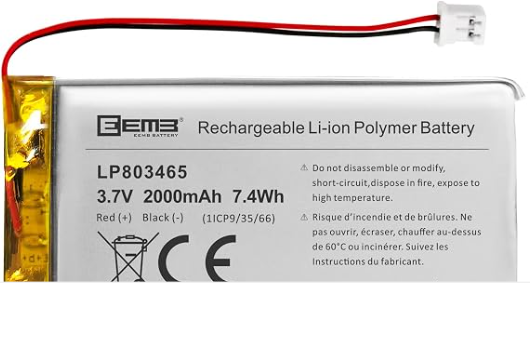 EEMB®
EEMB BATTERY
Rechargeable Li-ion Polymer Battery
LP803465
3.7V 2000mAh 7.4Wh
Red (+) Black (-) (1ICP9/35/66)
CE
⚠ Do not disassemble or modify,
short-circuit,dispose in fire, expose to
high temperature.
⚠ Risque d'incendie et de brûlures. Ne
pas ouvrir, écraser, chauffer au-dessus
de 60°C ou incinérer. Suivez les
Instructions du fabricant.